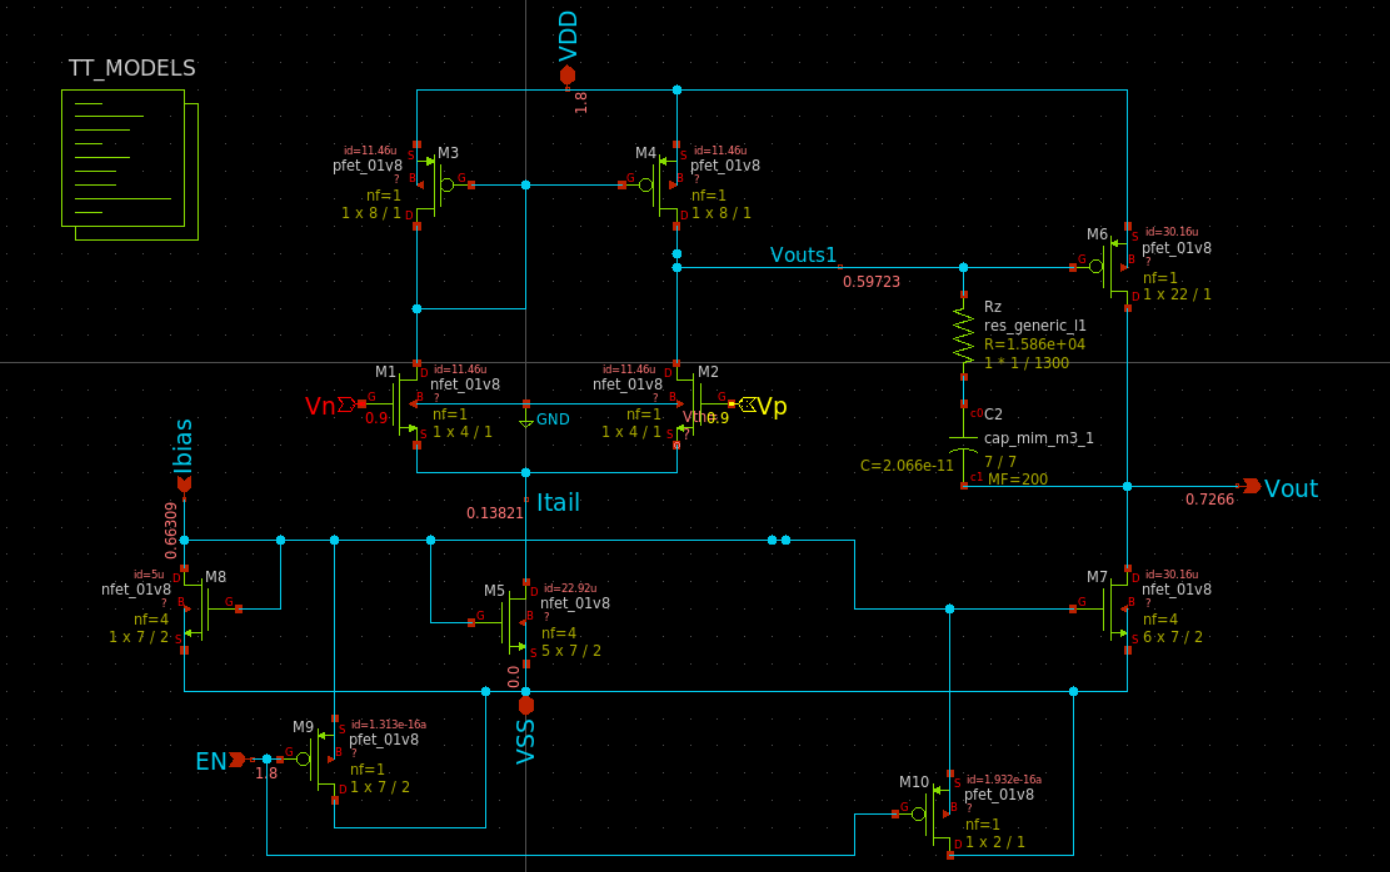 VDD
TT_MODELS
1.8
id=11.46u
M3
pfet_01v8
?
nf=1
1 x 8 / 1
S
B
G
D
M4
id=11.46u
pfet_01v8
?
nf=1
1 x 8 / 1
G
S
B
D
M6
id=30.16u
pfet_01v8
?
nf=1
1 x 22 / 1
G
S
B
D
Vouts1
0.59723
Rz
res_generic_l1
R=1.586e+04
1 * 1 / 1300
M1
id=11.46u
nfet_01v8
?
nf=1
1 x 4 / 1
G
D
B
S
Vn
0.9
GND
id=11.46u
M2
nfet_01v8
?
nf=1
1 x 4 / 1
D
G
S
?
0.9
Vp
c0
C2
cap_mim_m3_1
C=2.066e-11
7 / 7
c1
MF=200
Vout
0.7266
Ibias
0.66309
Itail
0.13821
id=5u
M8
nfet_01v8
?
nf=4
1 x 7 / 2
D
B
G
S
M5
id=22.92u
nfet_01v8
?
nf=4
5 x 7 / 2
G
D
B
S
0.0
M7
id=30.16u
nfet_01v8
?
nf=4
6 x 7 / 2
G
D
B
S
VSS
M9
id=1.313e-16a
pfet_01v8
?
nf=1
1 x 7 / 2
G
S
B
D
EN
1.8
M10
id=1.932e-16a
pfet_01v8
?
nf=1
1 x 2 / 1
G
S
B
D